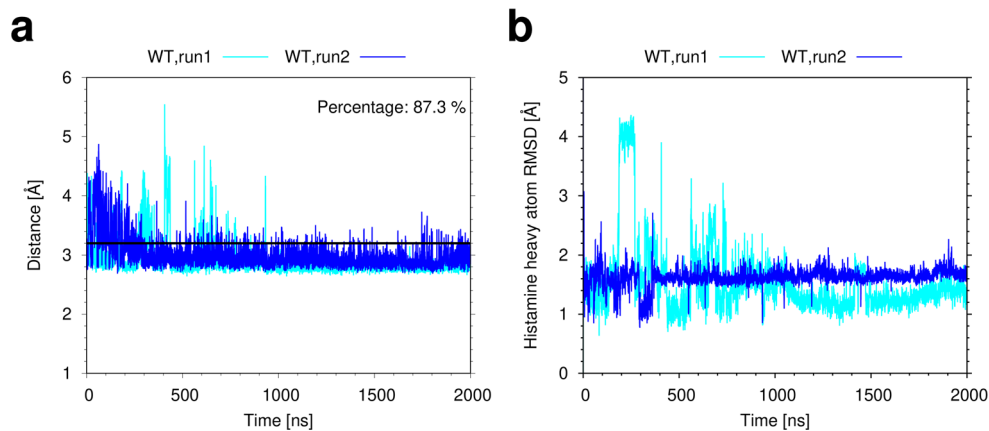 a
WT,run1 WT,run2
Percentage: 87.3 %
Distance [Å]
6
5
4
3
2
1
0 500 1000 1500 2000
Time [ns]
b
WT,run1 WT,run2
Histamine heavy atom RMSD [Å]
5
4
3
2
1
0
0 500 1000 1500 2000
Time [ns]